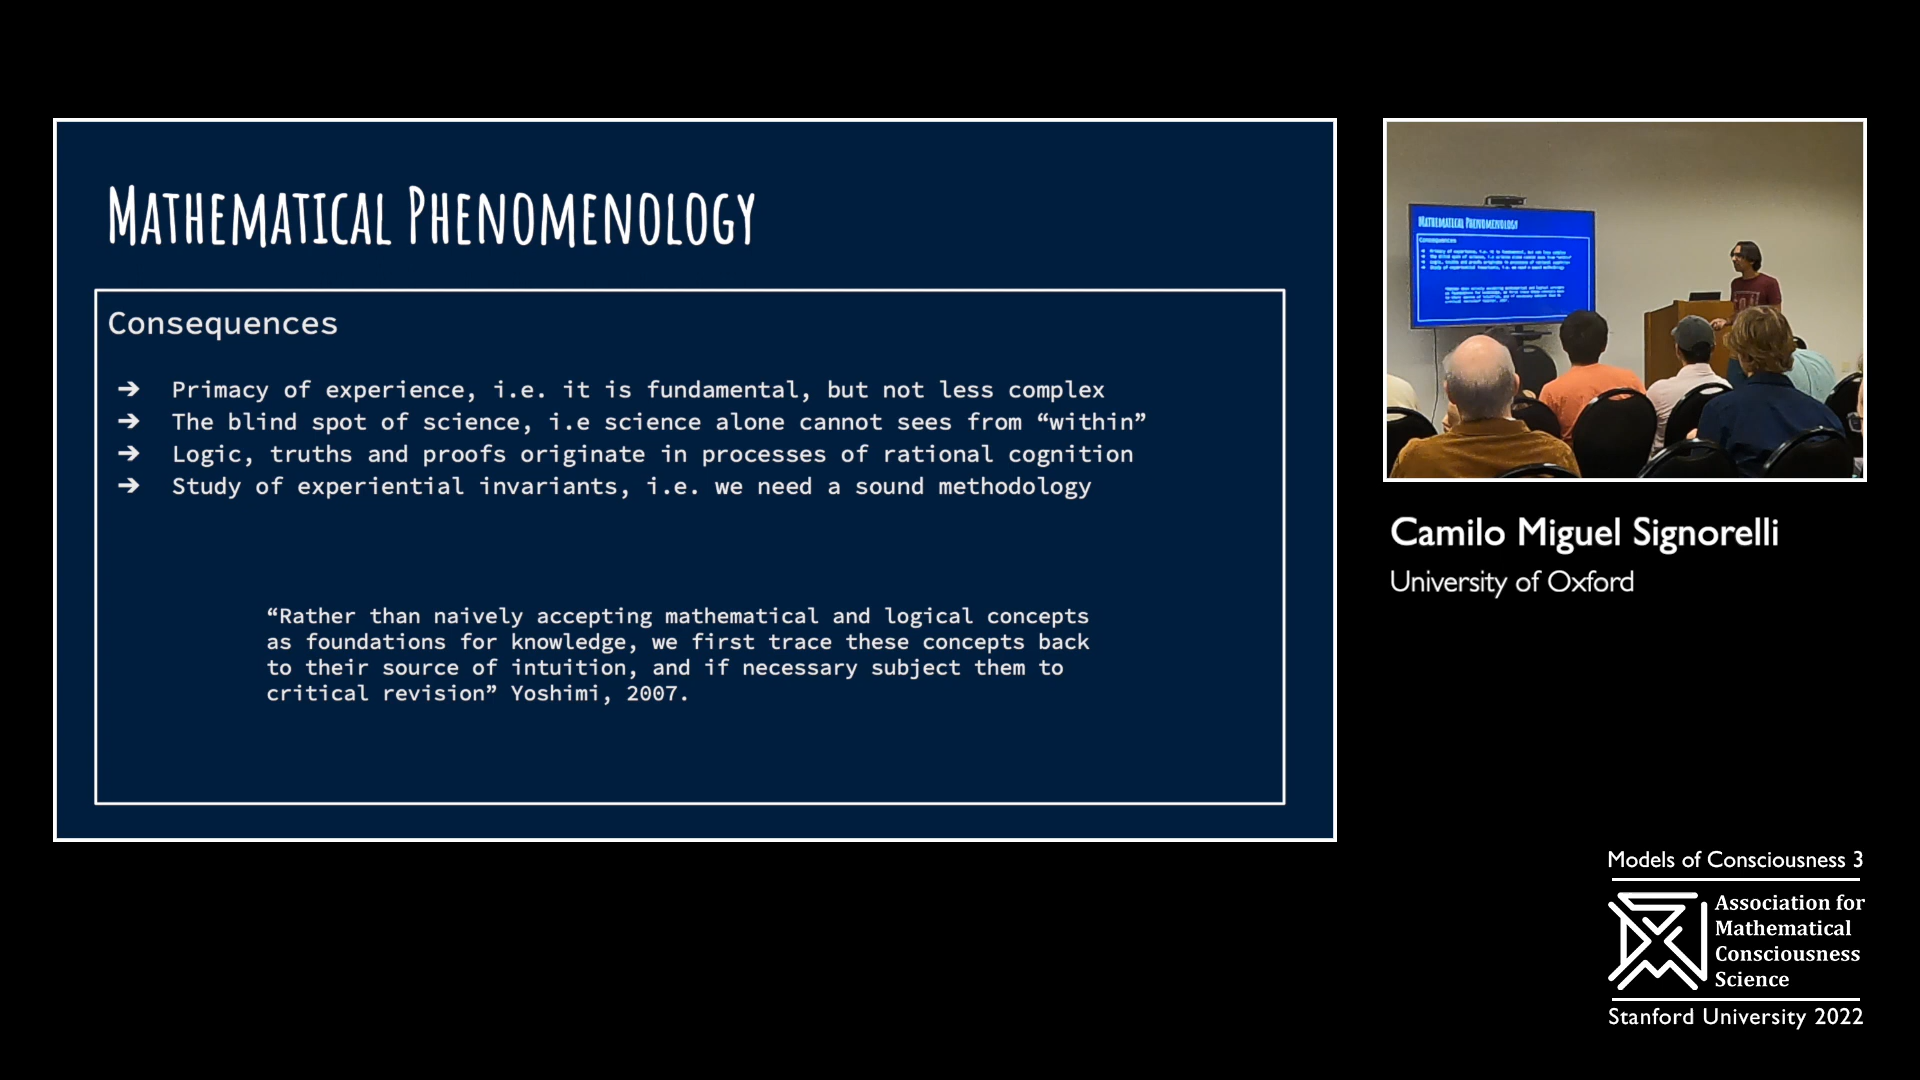 MATHEMATICAL PHENOMENOLOGY
Consequences
➔ Primacy of experience, i.e. it is fundamental, but not less complex
➔ The blind spot of science, i.e science alone cannot sees from “within”
➔ Logic, truths and proofs originate in processes of rational cognition
➔ Study of experiential invariants, i.e. we need a sound methodology
“Rather than naively accepting mathematical and logical concepts
as foundations for knowledge, we first trace these concepts back
to their source of intuition, and if necessary subject them to
critical revision” Yoshimi, 2007.
MATHEMATICAL PHENOMENOLOGY
Consequences
Camilo Miguel Signorelli
University of Oxford
Models of Consciousness 3
Association for
Mathematical
Consciousness
Science
Stanford University 2022